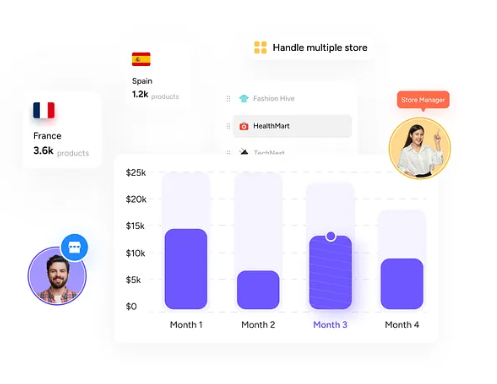 Handle multiple store
Spain
1.2k products
France
3.6k products
Fashion Hive
HealthMart
TechNest
Store Manager
$25k
$20k
$15k
$10k
$5k
$0
Month 1
Month 2
Month 3
Month 4